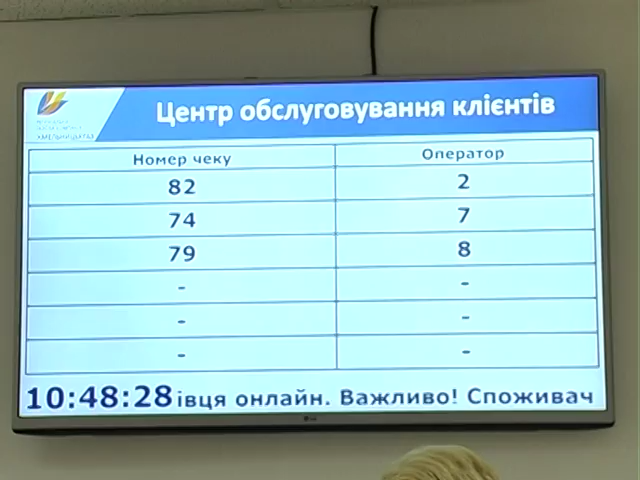 Центр обслуговування клієнтів
Номер чеку Оператор
82 2
74 7
79 8
- -
- -
- -
10:48:28 івця онлайн. Важливо! Споживач